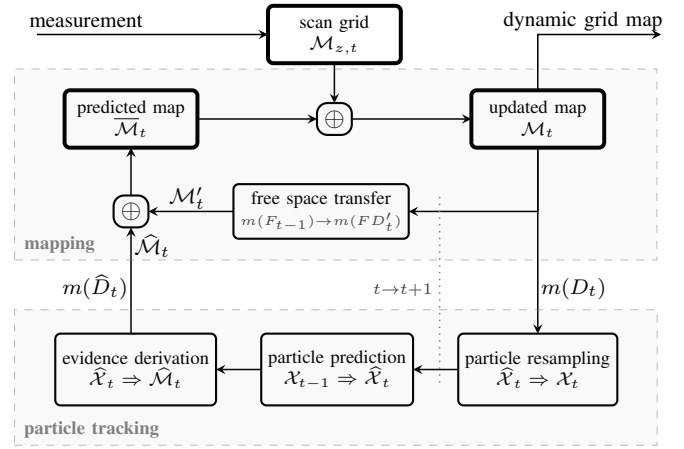 measurement
scan grid
ℳ_{z,t}
dynamic grid map
predicted map
\overline{ℳ}_t
⊕
updated map
ℳ_t
⊕
ℳ′_t
free space transfer
m(F_{t−1})→m(FD′_t)
mapping
\widehat{ℳ}_t
m(\widehat{D}_t)
t→t+1
m(D_t)
evidence derivation
\widehat{𝒳}_t ⇒ \widehat{ℳ}_t
particle prediction
𝒳_{t−1} ⇒ \widehat{𝒳}_t
particle resampling
\widehat{𝒳}_t ⇒ 𝒳_t
particle tracking